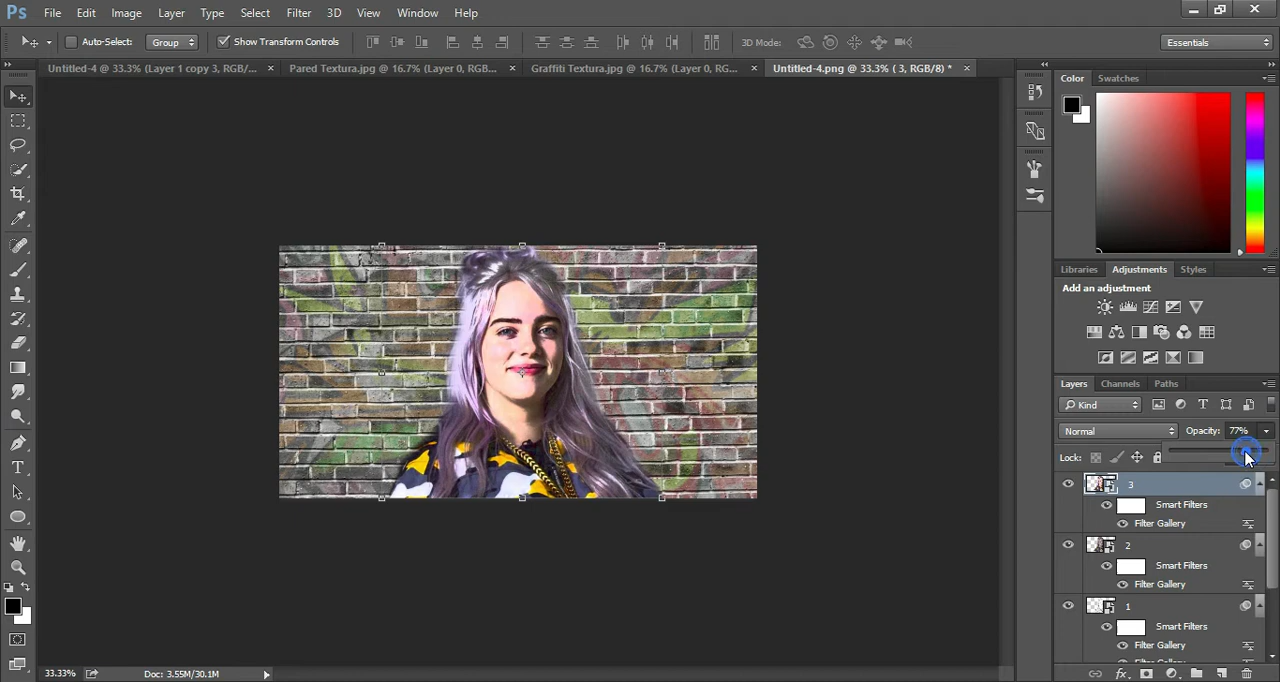 Ps File Edit Image Layer Type Select Filter 3D View Window Help
Auto-Select: Group Show Transform Controls 3D Mode: Essentials
Untitled-4 @ 33.3% (Layer 1 copy 3, RGB/... × Pared Textura.jpg @ 16.7% (Layer 0, RGB... × Graffiti Textura.jpg @ 16.7% (Layer 0, RG... × Untitled-4.png @ 33.3% ( 3, RGB/8) * ×
Color Swatches
Libraries Adjustments Styles
Add an adjustment
Layers Channels Paths
Kind
Normal Opacity: 77%
Lock:
3
Smart Filters
Filter Gallery
2
Smart Filters
Filter Gallery
1
Smart Filters
Filter Gallery
33.33% Doc: 3.55M/30.1M